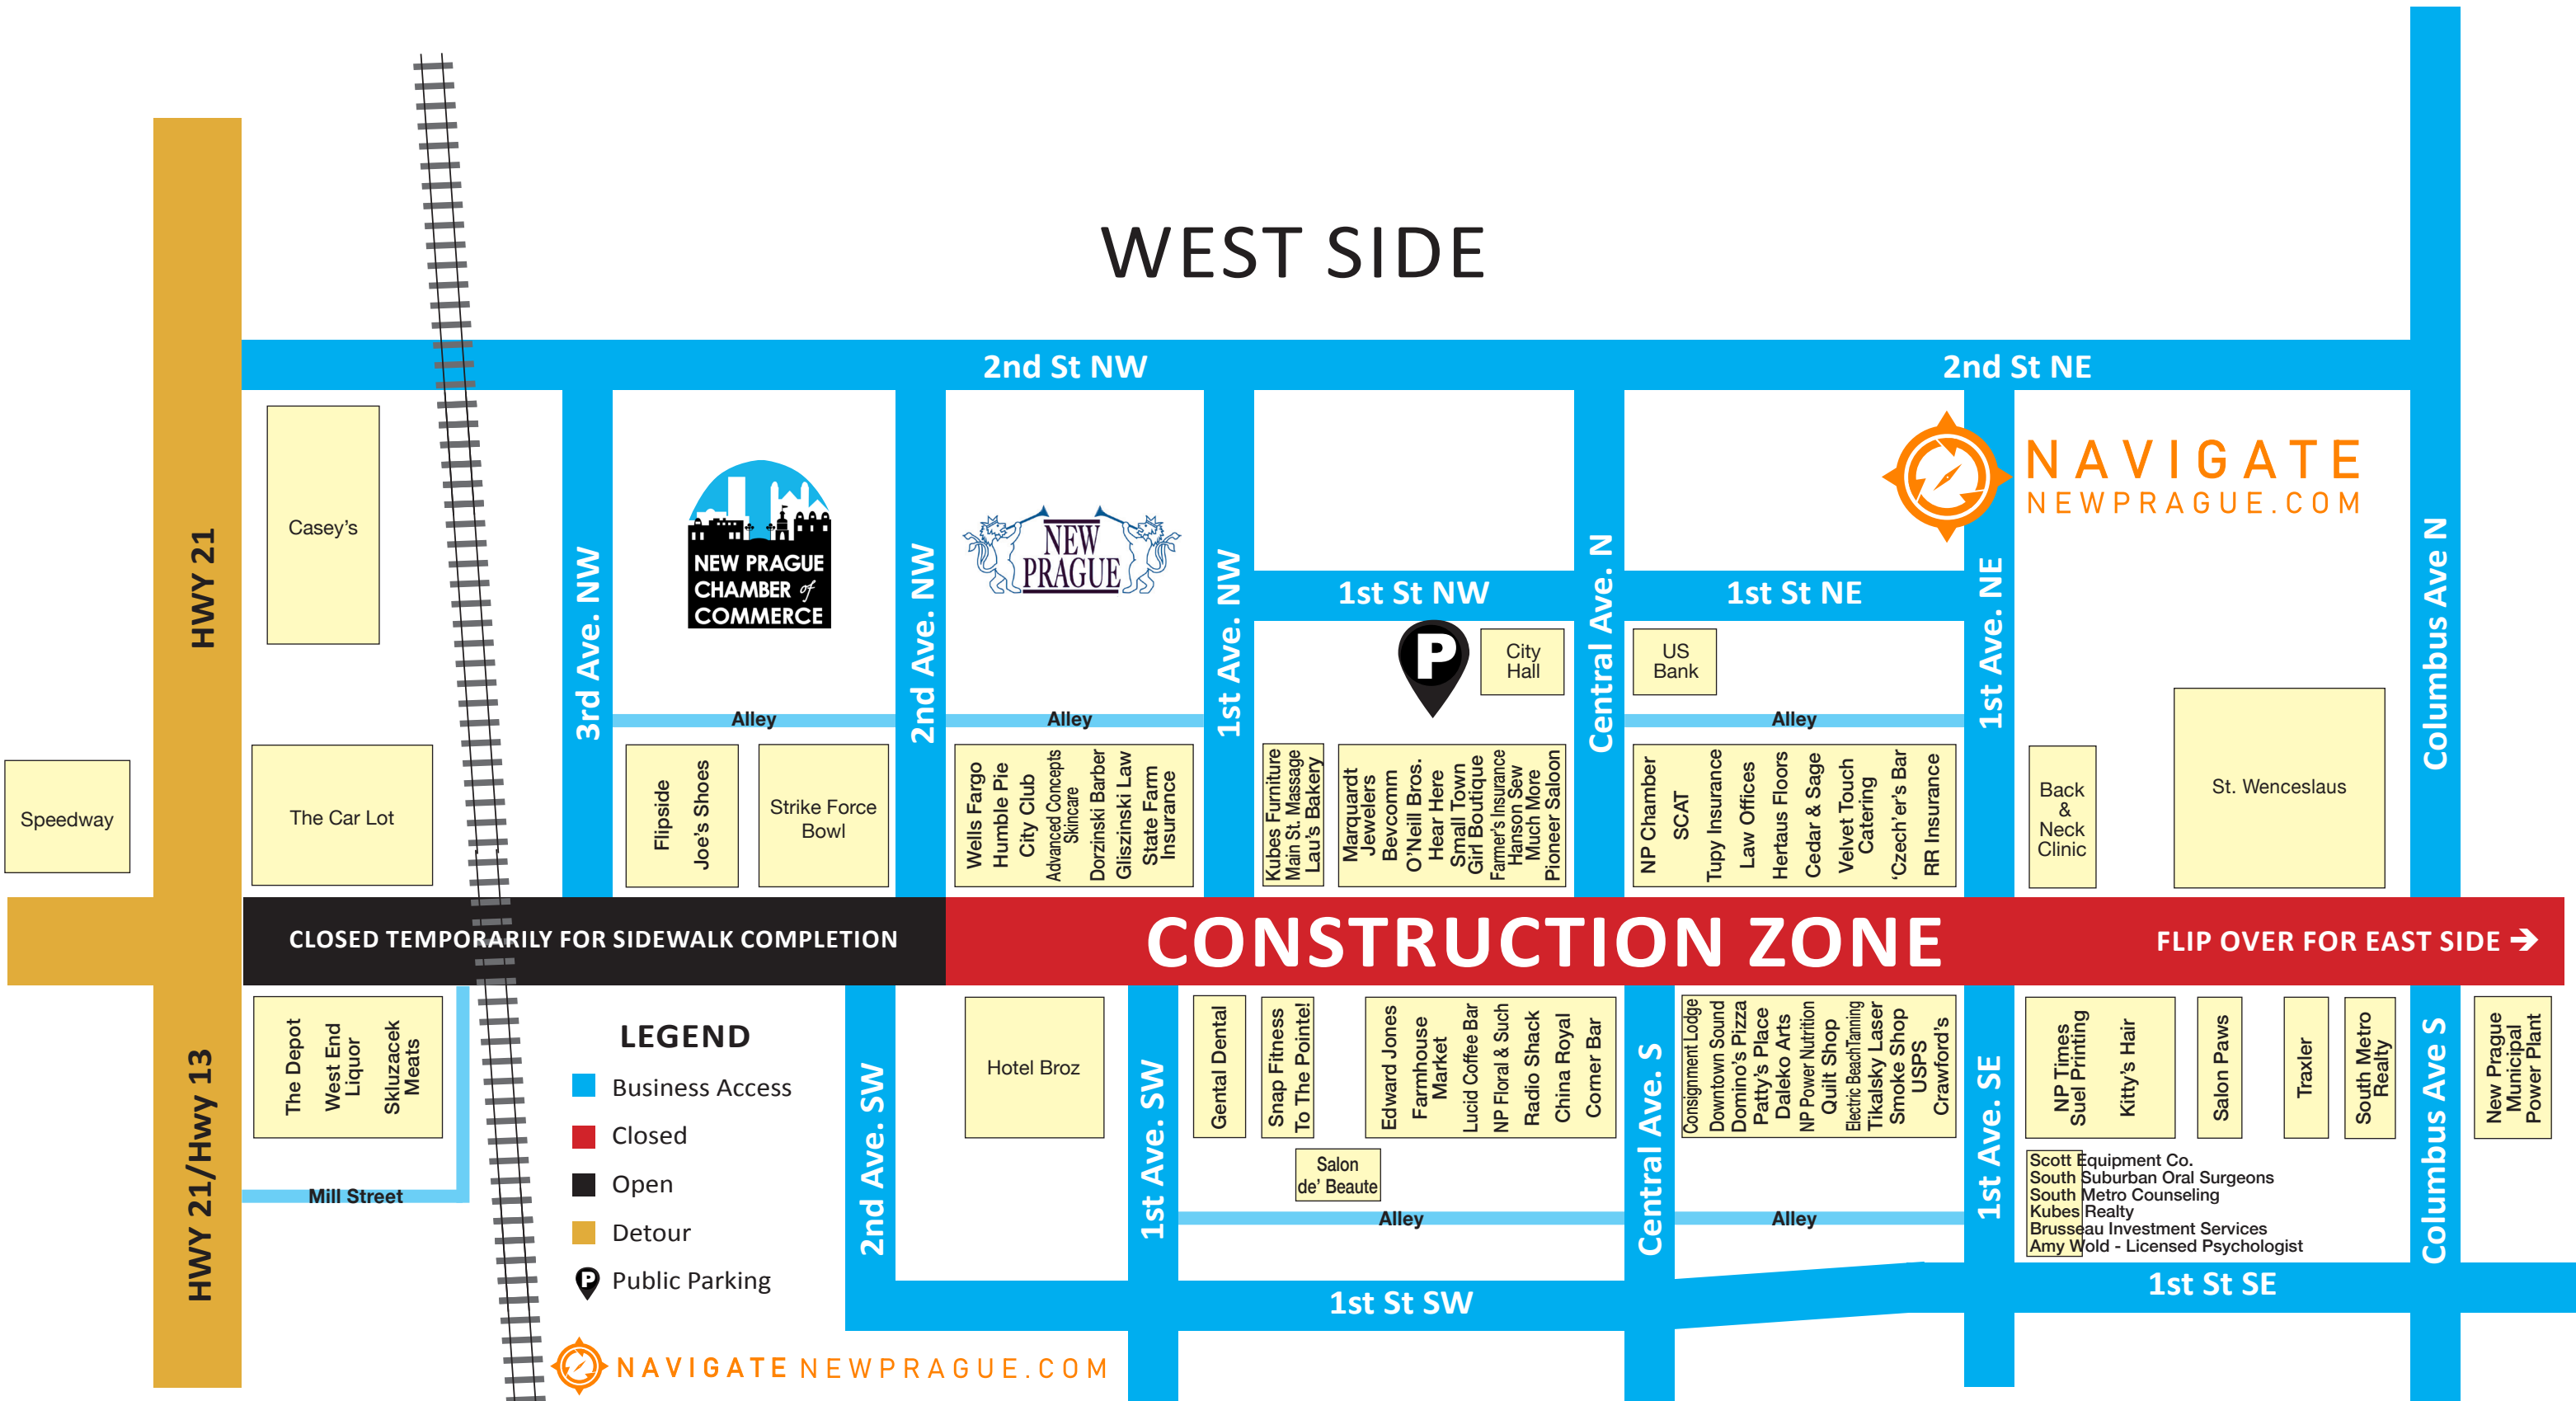 WEST SIDE
2nd St NW
2nd St NE
NAVIGATE
NEWPRAGUE.COM
HWY 21
Casey's
3rd Ave. NW
NEW PRAGUE
CHAMBER of
COMMERCE
2nd Ave. NW
NEW
PRAGUE
1st Ave. NW
1st St NW
Central Ave. N
1st St NE
1st Ave. NE
Columbus Ave N
P
City
Hall
US
Bank
Alley
Alley
Alley
Speedway
The Car Lot
Flipside
Joe's Shoes
Strike Force
Bowl
Wells Fargo
Humble Pie
City Club
Advanced Concepts
Skincare
Dorzinski Barber
Gliszinski Law
State Farm
Insurance
Kubes Furniture
Main St. Massage
Lau's Bakery
Marquardt
Jewelers
Bevcomm
O'Neill Bros.
Hear Here
Small Town
Girl Boutique
Farmer's Insurance
Hanson Sew
Much More
Pioneer Saloon
NP Chamber
SCAT
Tupy Insurance
Law Offices
Hertaus Floors
Cedar & Sage
Velvet Touch
Catering
'Czech'er's Bar
RR Insurance
Back
&
Neck
Clinic
St. Wenceslaus
CLOSED TEMPORARILY FOR SIDEWALK COMPLETION
CONSTRUCTION ZONE
FLIP OVER FOR EAST SIDE
HWY 21/Hwy 13
The Depot
West End
Liquor
Skluzacek
Meats
Mill Street
LEGEND
Business Access
Closed
Open
Detour
P
Public Parking
2nd Ave. SW
Hotel Broz
1st Ave. SW
Gental Dental
Snap Fitness
To The Pointe!
Salon
de' Beaute
Edward Jones
Farmhouse
Market
Lucid Coffee Bar
NP Floral & Such
Radio Shack
China Royal
Corner Bar
Alley
Central Ave. S
Consignment Lodge
Downtown Sound
Domino's Pizza
Patty's Place
Daleko Arts
NP Power Nutrition
Quilt Shop
Electric BeachTanning
Tikalsky Laser
Smoke Shop
USPS
Crawford's
Alley
1st Ave. SE
NP Times
Suel Printing
Kitty's Hair
Salon Paws
Traxler
South Metro
Realty
Scott Equipment Co.
South Suburban Oral Surgeons
South Metro Counseling
Kubes Realty
Brusseau Investment Services
Amy Wold - Licensed Psychologist
Columbus Ave S
New Prague
Municipal
Power Plant
1st St SW
1st St SE
NAVIGATE NEWPRAGUE.COM